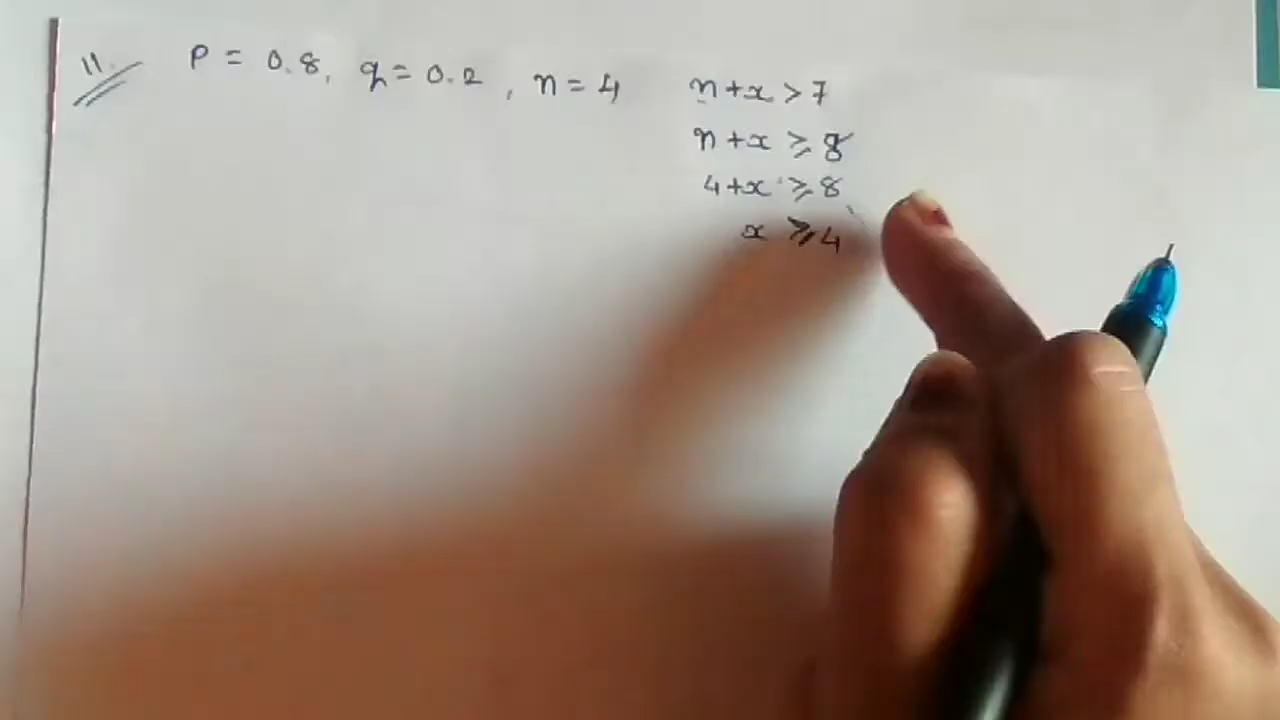 11. P = 0.8, q = 0.2, n = 4
n + x > 7
n + x ⩾ 8
4 + x ⩾ 8
x ⩾ 4